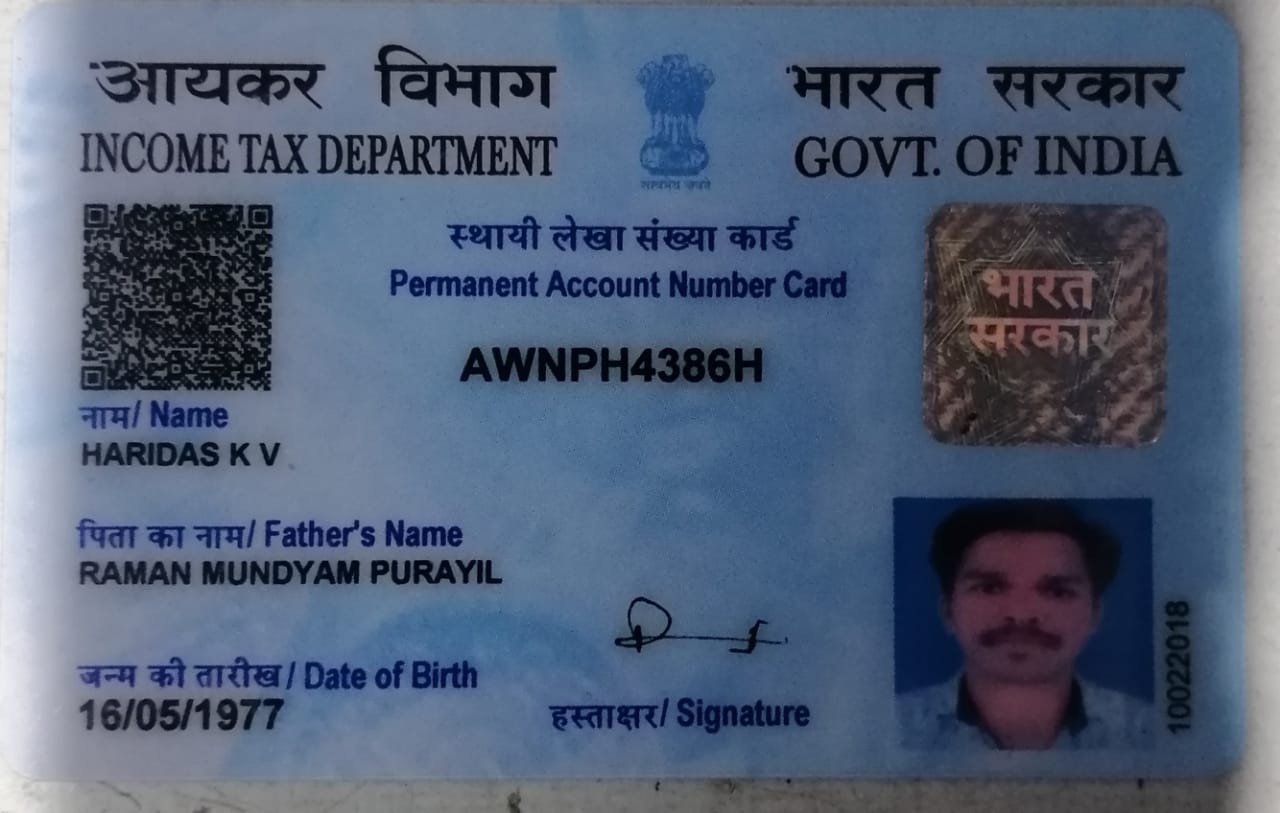 आयकर विभाग
INCOME TAX DEPARTMENT
भारत सरकार
GOVT. OF INDIA
सत्यमेव जयते
स्थायी लेखा संख्या कार्ड
Permanent Account Number Card
AWNPH4386H
भारत
सरकार
नाम/ Name
HARIDAS K V
पिता का नाम/ Father's Name
RAMAN MUNDYAM PURAYIL
जन्म की तारीख/ Date of Birth
16/05/1977
हस्ताक्षर/ Signature
10022018